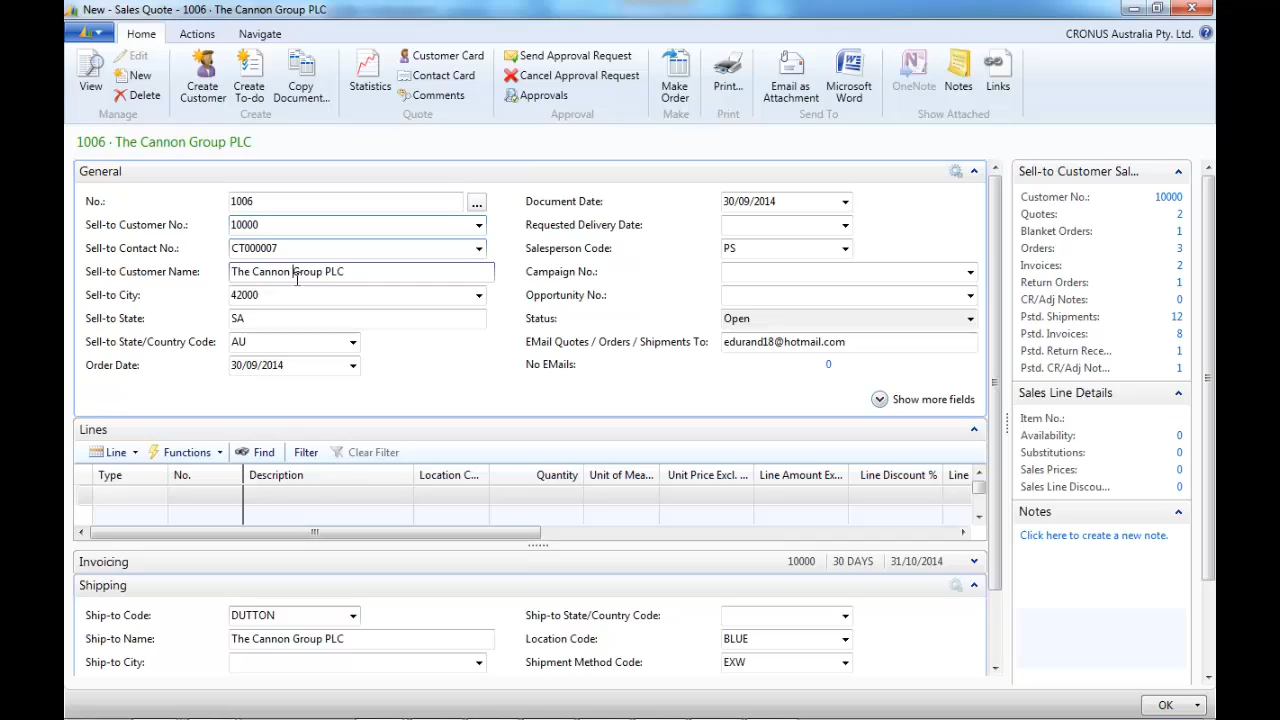 New - Sales Quote - 1006 · The Cannon Group PLC
Home Actions Navigate CRONUS Australia Pty. Ltd.
View
Edit
New
Delete
Manage
Create Customer
Create To-do
Copy Document...
Create
Statistics
Customer Card
Contact Card
Comments
Quote
Send Approval Request
Cancel Approval Request
Approvals
Approval
Make Order
Make
Print...
Print
Email as Attachment
Microsoft Word
Send To
OneNote
Notes
Links
Show Attached
1006 · The Cannon Group PLC
General
No.: 1006 ...
Sell-to Customer No.: 10000
Sell-to Contact No.: CT000007
Sell-to Customer Name: The Cannon Group PLC
Sell-to City: 42000
Sell-to State: SA
Sell-to State/Country Code: AU
Order Date: 30/09/2014
Document Date: 30/09/2014
Requested Delivery Date:
Salesperson Code: PS
Campaign No.:
Opportunity No.:
Status: Open
EMail Quotes / Orders / Shipments To: edurand18@hotmail.com
No EMails: 0
Show more fields
Lines
Line Functions Find Filter Clear Filter
Type No. Description Location C... Quantity Unit of Mea... Unit Price Excl. ... Line Amount Ex... Line Discount % Line
Invoicing 10000 30 DAYS 31/10/2014
Shipping
Ship-to Code: DUTTON
Ship-to Name: The Cannon Group PLC
Ship-to City:
Ship-to State/Country Code:
Location Code: BLUE
Shipment Method Code: EXW
Sell-to Customer Sal...
Customer No.: 10000
Quotes: 2
Blanket Orders: 1
Orders: 3
Invoices: 2
Return Orders: 1
CR/Adj Notes: 0
Pstd. Shipments: 12
Pstd. Invoices: 8
Pstd. Return Rece... 1
Pstd. CR/Adj Not... 1
Sales Line Details
Item No.:
Availability: 0
Substitutions: 0
Sales Prices: 0
Sales Line Discou... 0
Notes
Click here to create a new note.
OK